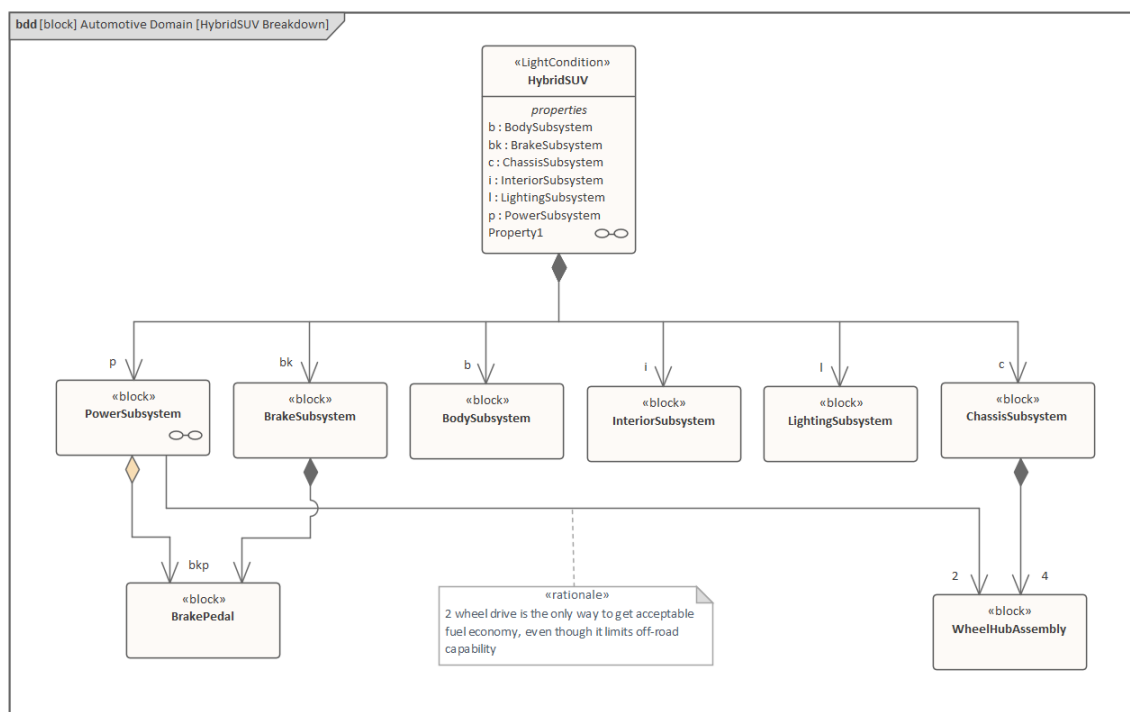 bdd [block] Automotive Domain [HybridSUV Breakdown]
«LightCondition»
HybridSUV
properties
b : BodySubsystem
bk : BrakeSubsystem
c : ChassisSubsystem
i : InteriorSubsystem
l : LightingSubsystem
p : PowerSubsystem
Property1
p
bk
b
i
l
c
«block»
PowerSubsystem
«block»
BrakeSubsystem
«block»
BodySubsystem
«block»
InteriorSubsystem
«block»
LightingSubsystem
«block»
ChassisSubsystem
bkp
2
4
«block»
BrakePedal
«rationale»
2 wheel drive is the only way to get acceptable
fuel economy, even though it limits off-road
capability
«block»
WheelHubAssembly